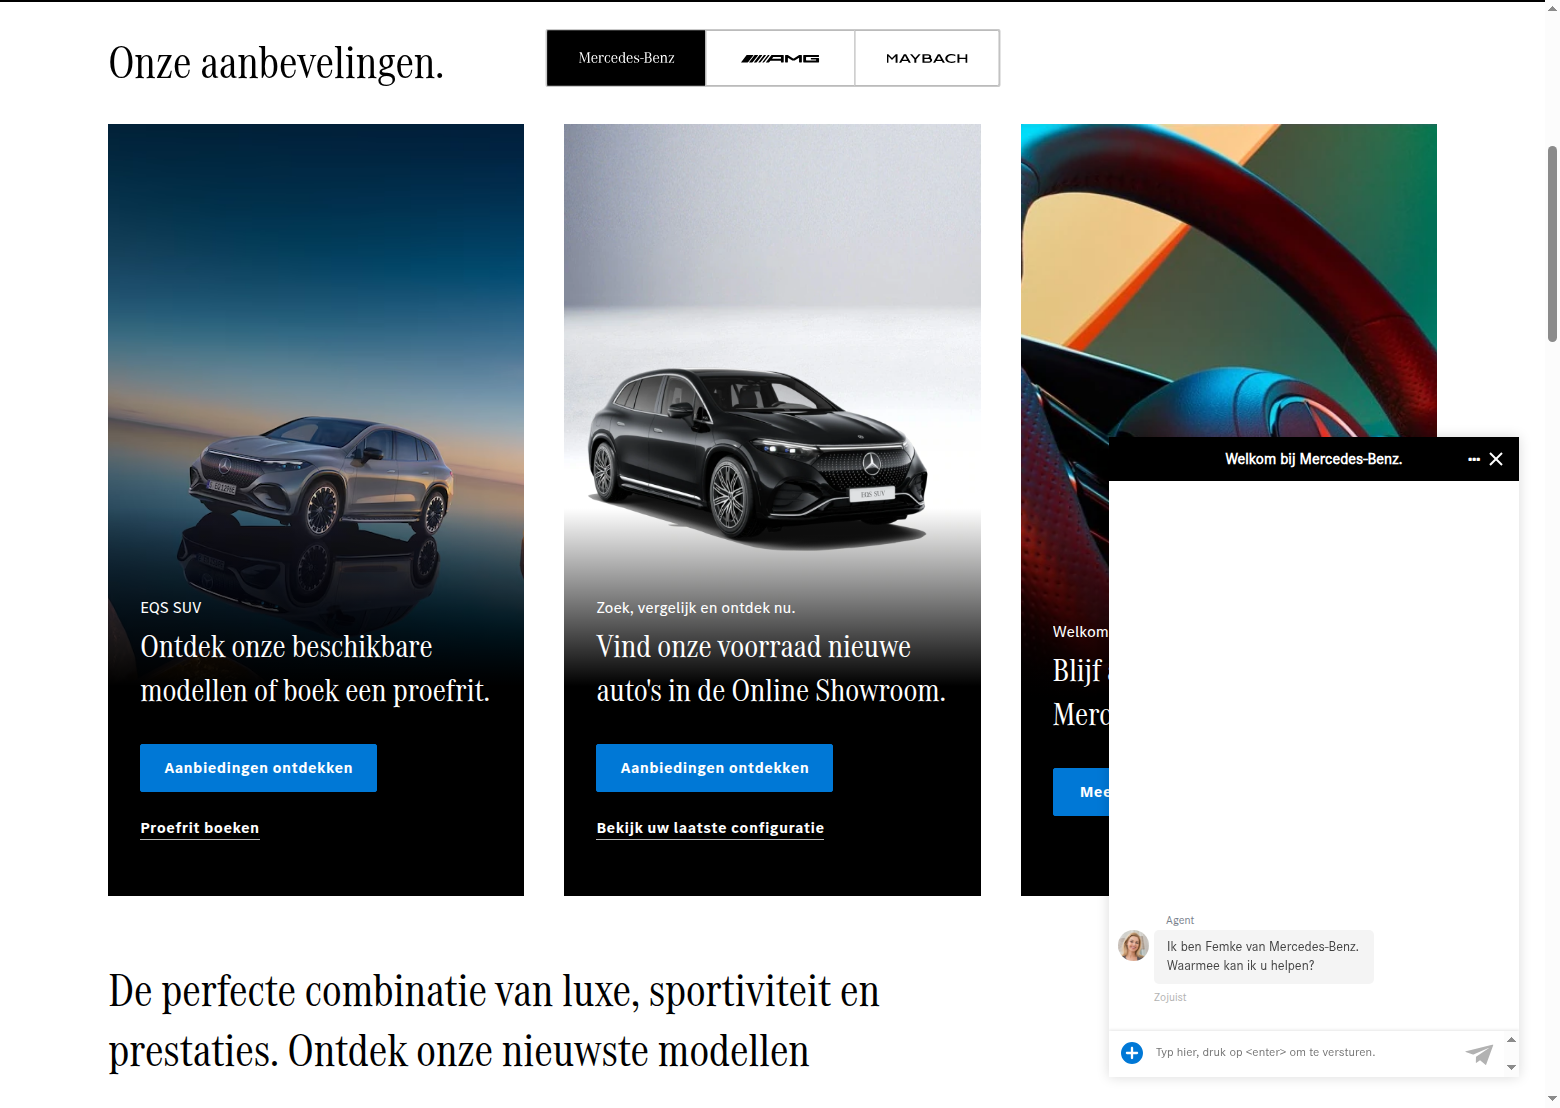 Onze aanbevelingen.
Mercedes-Benz
AMG
MAYBACH
EQS SUV
Ontdek onze beschikbare
modellen of boek een proefrit.
Aanbiedingen ontdekken
Proefrit boeken
EQS SUV
Zoek, vergelijk en ontdek nu.
Vind onze voorraad nieuwe
auto's in de Online Showroom.
Aanbiedingen ontdekken
Bekijk uw laatste configuratie
Welkom
Blijf
Merc
Mee
Welkom bij Mercedes-Benz.
Agent
Ik ben Femke van Mercedes-Benz.
Waarmee kan ik u helpen?
Zojuist
Typ hier, druk op <enter> om te versturen.
De perfecte combinatie van luxe, sportiviteit en
prestaties. Ontdek onze nieuwste modellen